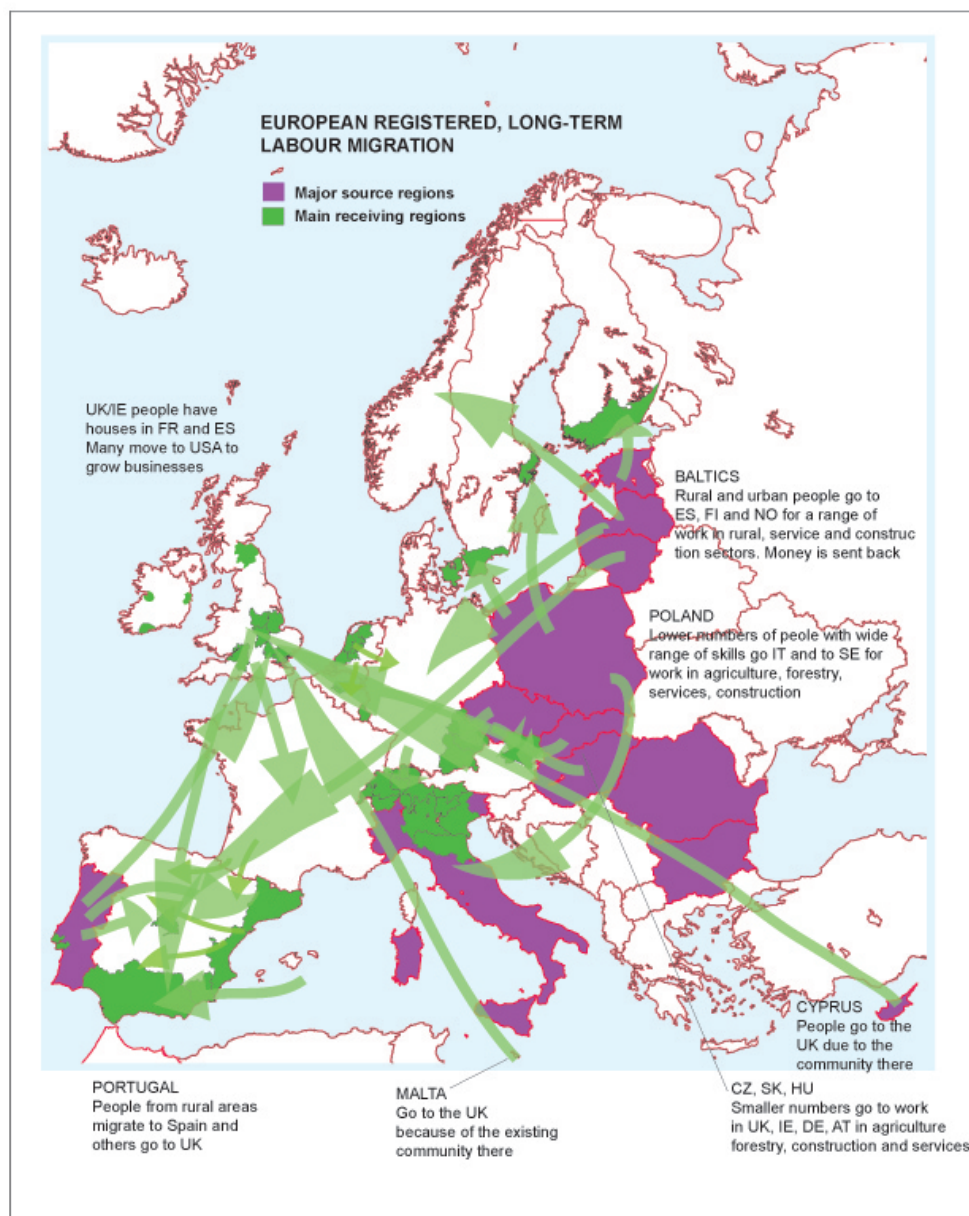 EUROPEAN REGISTERED, LONG-TERM
LABOUR MIGRATION
Major source regions
Main receiving regions
UK/IE people have
houses in FR and ES
Many move to USA to
grow businesses
BALTICS
Rural and urban people go to
ES, FI and NO for a range of
work in rural, service and construc
tion sectors. Money is sent back
POLAND
Lower numbers of peole with wide
range of skills go IT and to SE for
work in agriculture, forestry,
services, construction
CYPRUS
People go to the
UK due to the
community there
PORTUGAL
People from rural areas
migrate to Spain and
others go to UK
MALTA
Go to the UK
because of the existing
community there
CZ, SK, HU
Smaller numbers go to work
in UK, IE, DE, AT in agriculture
forestry, construction and services